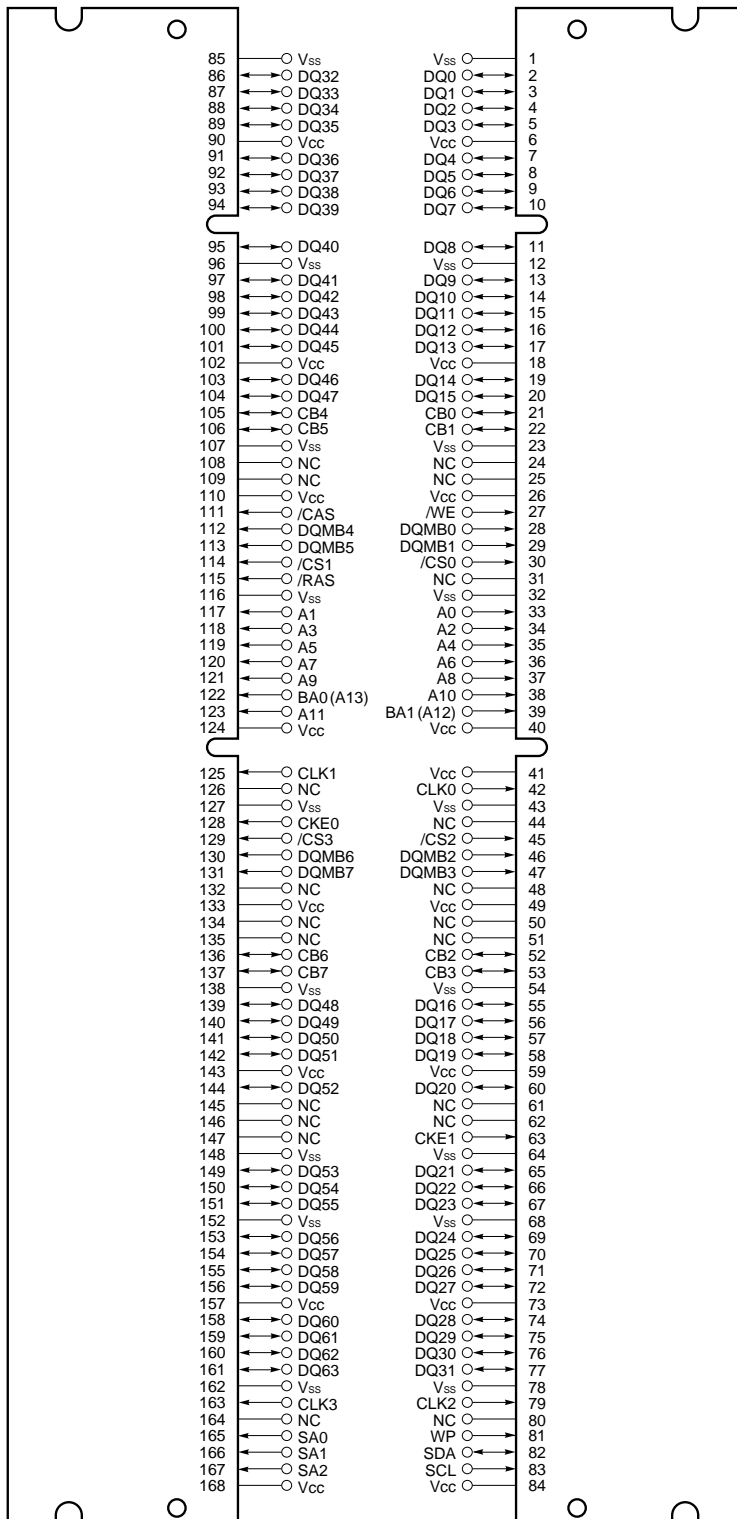 85 Vss Vss 1
86 DQ32 DQ0 2
87 DQ33 DQ1 3
88 DQ34 DQ2 4
89 DQ35 DQ3 5
90 Vcc Vcc 6
91 DQ36 DQ4 7
92 DQ37 DQ5 8
93 DQ38 DQ6 9
94 DQ39 DQ7 10
95 DQ40 DQ8 11
96 Vss Vss 12
97 DQ41 DQ9 13
98 DQ42 DQ10 14
99 DQ43 DQ11 15
100 DQ44 DQ12 16
101 DQ45 DQ13 17
102 Vcc Vcc 18
103 DQ46 DQ14 19
104 DQ47 DQ15 20
105 CB4 CB0 21
106 CB5 CB1 22
107 Vss Vss 23
108 NC NC 24
109 NC NC 25
110 Vcc Vcc 26
111 /CAS /WE 27
112 DQMB4 DQMB0 28
113 DQMB5 DQMB1 29
114 /CS1 /CS0 30
115 /RAS NC 31
116 Vss Vss 32
117 A1 A0 33
118 A3 A2 34
119 A5 A4 35
120 A7 A6 36
121 A9 A8 37
122 BA0 (A13) A10 38
123 A11 BA1 (A12) 39
124 Vcc Vcc 40
125 CLK1 Vcc 41
126 NC CLK0 42
127 Vss Vss 43
128 CKE0 NC 44
129 /CS3 /CS2 45
130 DQMB6 DQMB2 46
131 DQMB7 DQMB3 47
132 NC NC 48
133 Vcc Vcc 49
134 NC NC 50
135 NC NC 51
136 CB6 CB2 52
137 CB7 CB3 53
138 Vss Vss 54
139 DQ48 DQ16 55
140 DQ49 DQ17 56
141 DQ50 DQ18 57
142 DQ51 DQ19 58
143 Vcc Vcc 59
144 DQ52 DQ20 60
145 NC NC 61
146 NC NC 62
147 NC CKE1 63
148 Vss Vss 64
149 DQ53 DQ21 65
150 DQ54 DQ22 66
151 DQ55 DQ23 67
152 Vss Vss 68
153 DQ56 DQ24 69
154 DQ57 DQ25 70
155 DQ58 DQ26 71
156 DQ59 DQ27 72
157 Vcc Vcc 73
158 DQ60 DQ28 74
159 DQ61 DQ29 75
160 DQ62 DQ30 76
161 DQ63 DQ31 77
162 Vss Vss 78
163 CLK3 CLK2 79
164 NC NC 80
165 SA0 WP 81
166 SA1 SDA 82
167 SA2 SCL 83
168 Vcc Vcc 84